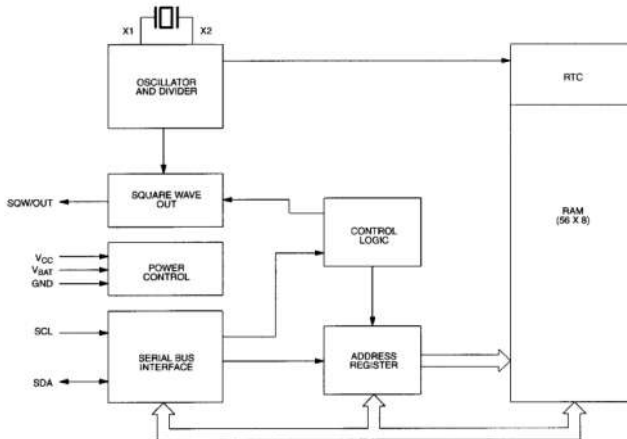 X1
X2
OSCILLATOR
AND DIVIDER
RTC
SQW/OUT
SQUARE WAVE
OUT
RAM
(56 X 8)
CONTROL
LOGIC
VCC
VBAT
GND
POWER
CONTROL
SCL
SDA
SERIAL BUS
INTERFACE
ADDRESS
REGISTER